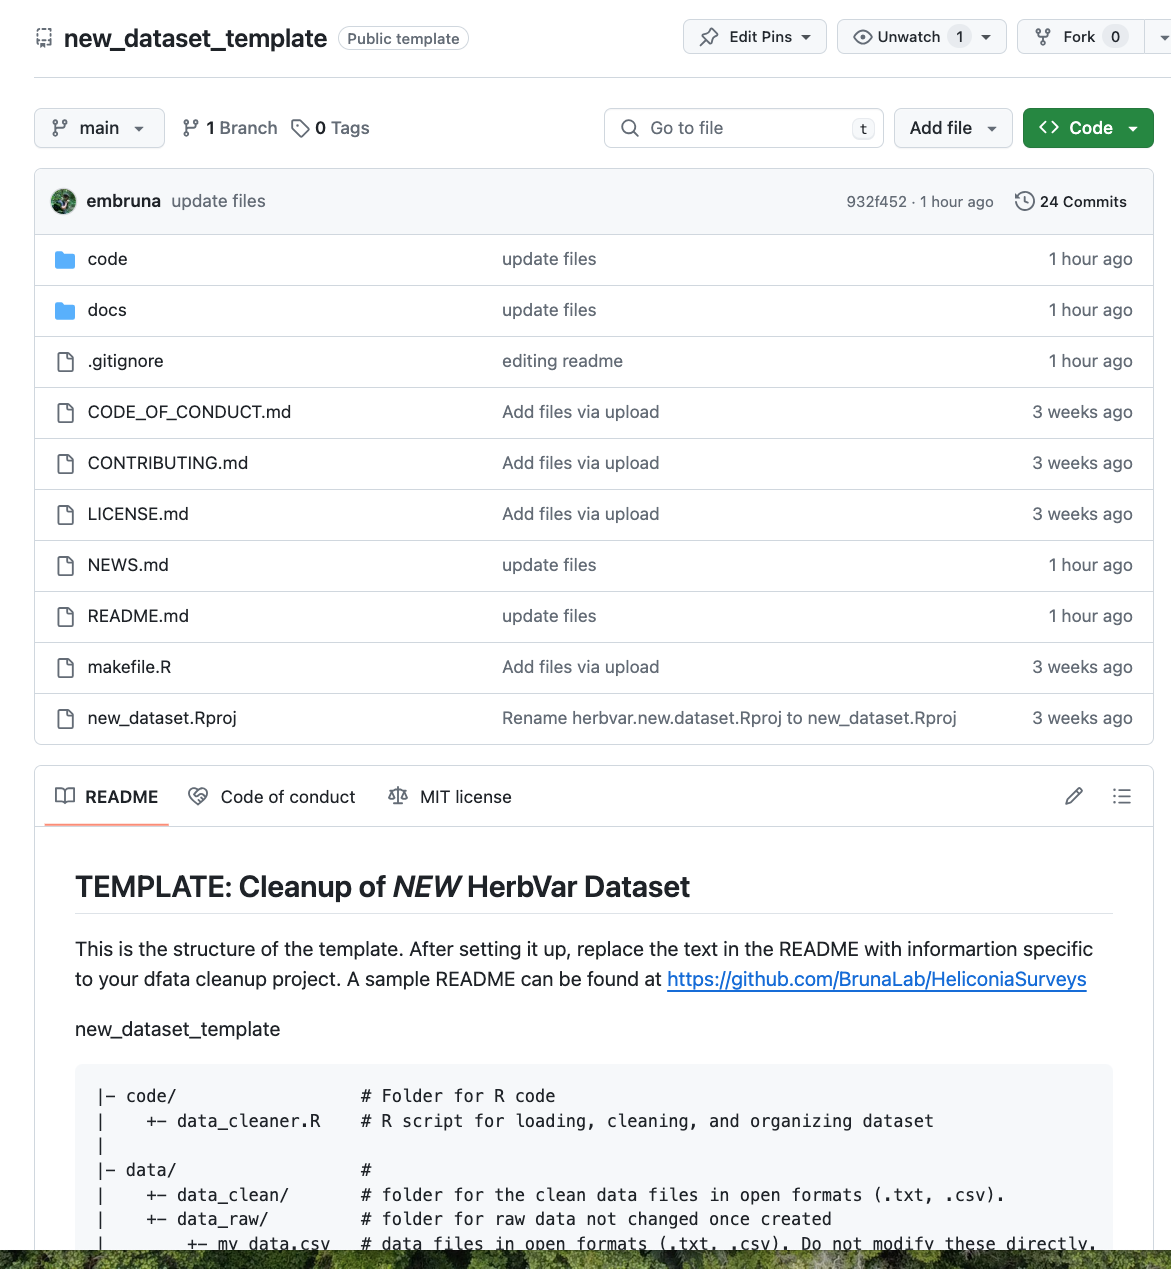 new_dataset_template Public template Edit Pins Unwatch 1 Fork 0
main 1 Branch 0 Tags Go to file t Add file Code
embruna update files 932f452 · 1 hour ago 24 Commits
code update files 1 hour ago
docs update files 1 hour ago
.gitignore editing readme 1 hour ago
CODE_OF_CONDUCT.md Add files via upload 3 weeks ago
CONTRIBUTING.md Add files via upload 3 weeks ago
LICENSE.md Add files via upload 3 weeks ago
NEWS.md update files 1 hour ago
README.md update files 1 hour ago
makefile.R Add files via upload 3 weeks ago
new_dataset.Rproj Rename herbvar.new.dataset.Rproj to new_dataset.Rproj 3 weeks ago
README Code of conduct MIT license
TEMPLATE: Cleanup of NEW HerbVar Dataset
This is the structure of the template. After setting it up, replace the text in the README with informartion specific
to your dfata cleanup project. A sample README can be found at https://github.com/BrunaLab/HeliconiaSurveys
new_dataset_template
|- code/ # Folder for R code
| +- data_cleaner.R # R script for loading, cleaning, and organizing dataset
|
|- data/ #
| +- data_clean/ # folder for the clean data files in open formats (.txt, .csv).
| +- data_raw/ # folder for raw data not changed once created
| +- my_data.csv # data files in open formats (.txt, .csv). Do not modify these directly.